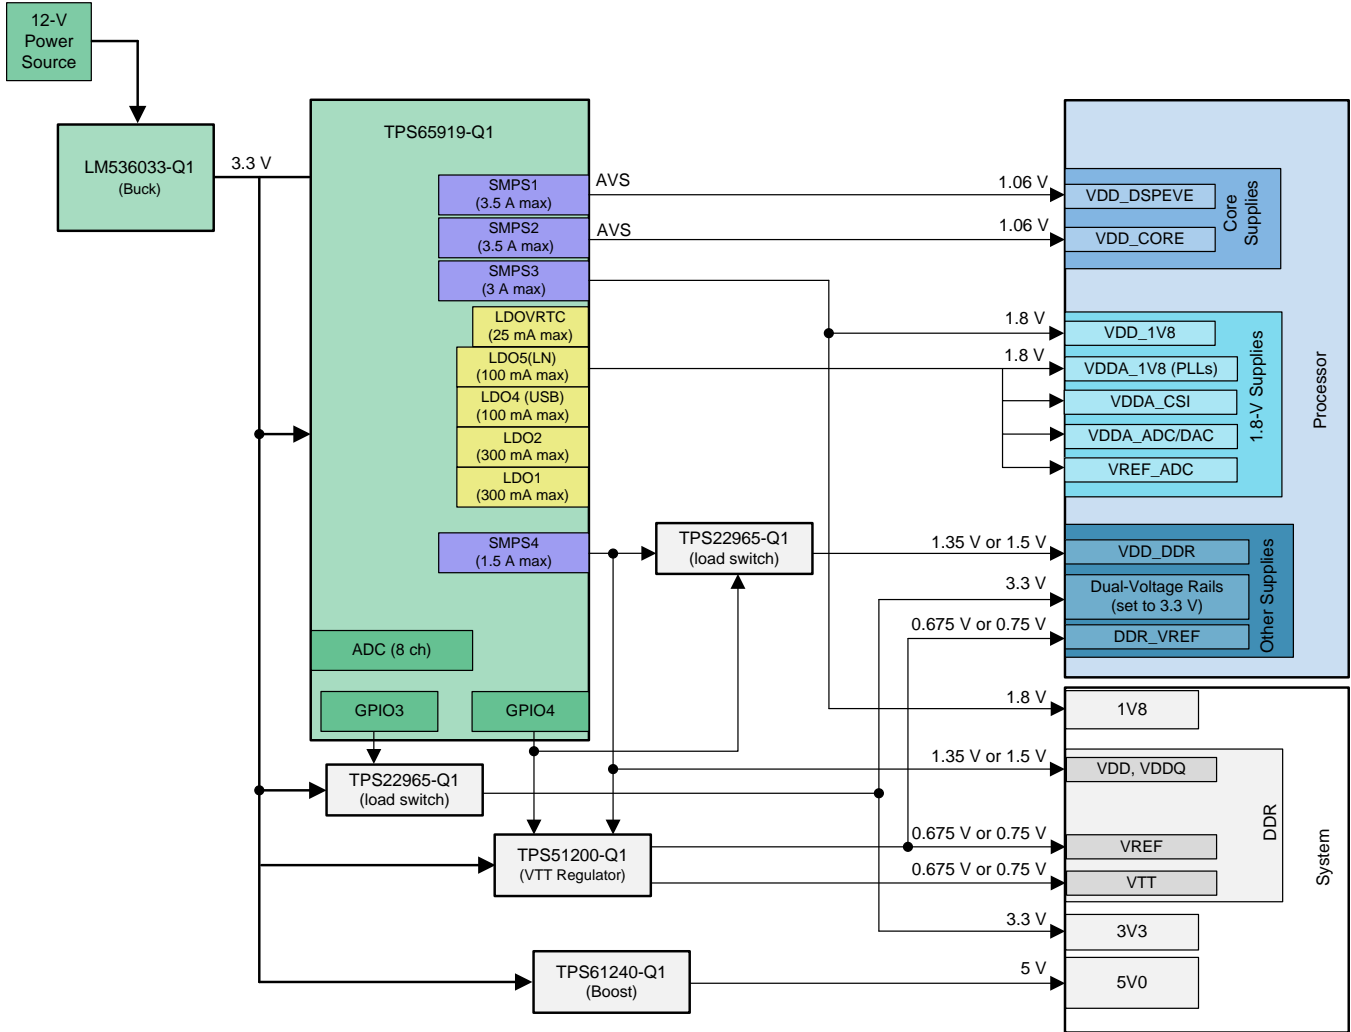 12-V
Power
Source
LM536033-Q1
(Buck)
3.3 V
TPS65919-Q1
SMPS1
(3.5 A max)
AVS
SMPS2
(3.5 A max)
AVS
SMPS3
(3 A max)
LDOVRTC
(25 mA max)
LDO5(LN)
(100 mA max)
LDO4 (USB)
(100 mA max)
LDO2
(300 mA max)
LDO1
(300 mA max)
SMPS4
(1.5 A max)
ADC (8 ch)
GPIO3
GPIO4
TPS22965-Q1
(load switch)
TPS22965-Q1
(load switch)
TPS51200-Q1
(VTT Regulator)
TPS61240-Q1
(Boost)
1.06 V
VDD_DSPEVE
1.06 V
VDD_CORE
Core
Supplies
1.8 V
VDD_1V8
1.8 V
VDDA_1V8 (PLLs)
VDDA_CSI
VDDA_ADC/DAC
VREF_ADC
1.8-V Supplies
1.35 V or 1.5 V
VDD_DDR
3.3 V
Dual-Voltage Rails
(set to 3.3 V)
0.675 V or 0.75 V
DDR_VREF
Other Supplies
Processor
1.8 V
1V8
1.35 V or 1.5 V
VDD, VDDQ
0.675 V or 0.75 V
VREF
0.675 V or 0.75 V
VTT
DDR
3.3 V
3V3
5 V
5V0
System